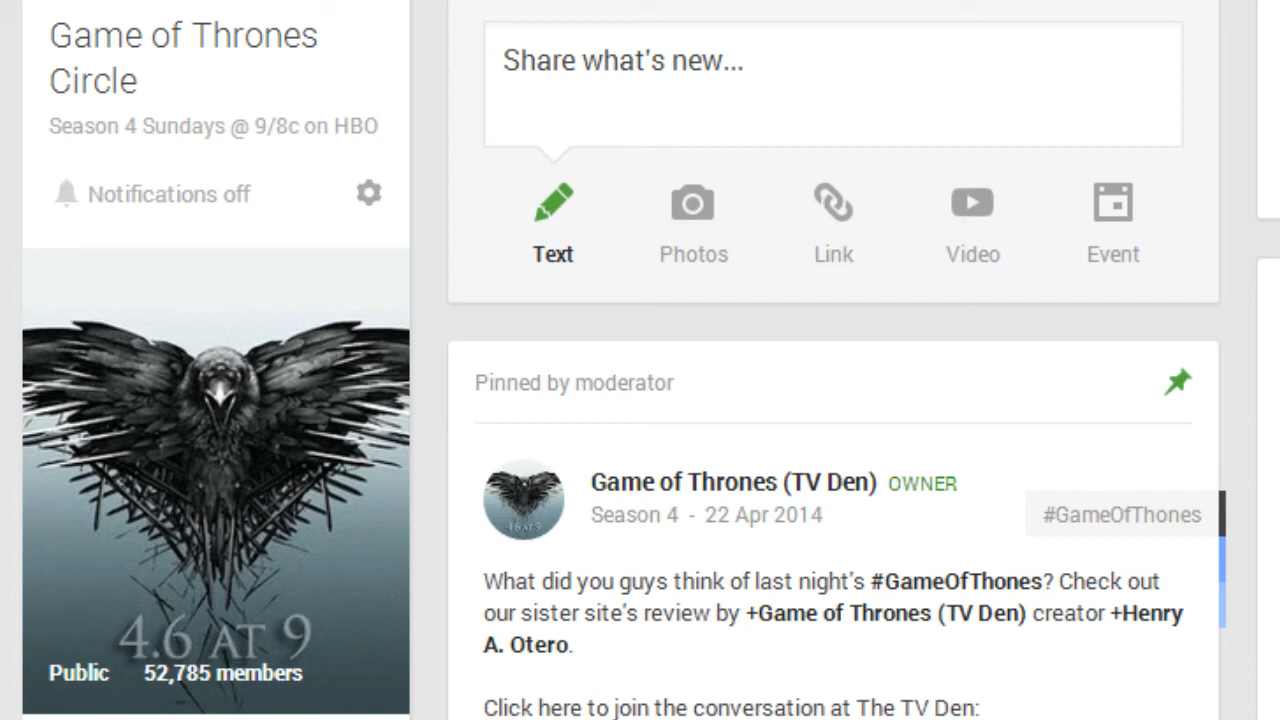 Game of Thrones
Circle
Season 4 Sundays @ 9/8c on HBO
Notifications off
4.6 AT 9
Public 52,785 members
Share what's new...
Text Photos Link Video Event
Pinned by moderator
Game of Thrones (TV Den) OWNER
Season 4 - 22 Apr 2014
#GameOfThones
What did you guys think of last night's #GameOfThones? Check out
our sister site's review by +Game of Thrones (TV Den) creator +Henry
A. Otero.
Click here to join the conversation at The TV Den: